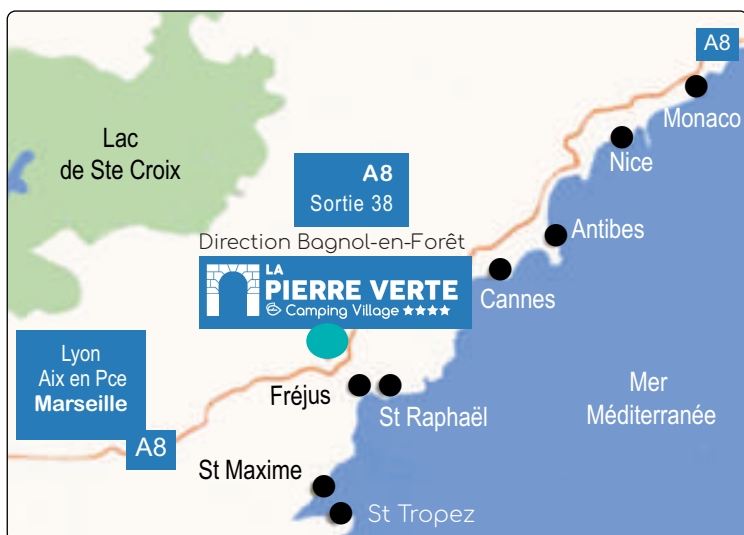 A8
Monaco
Nice
Lac
de Ste Croix
A8
Sortie 38
Antibes
Direction Bagnol-en-Forêt
LA
PIERRE VERTE
Camping Village ★★★★
Cannes
Lyon
Aix en Pce
Marseille
A8
Fréjus
St Raphaël
Mer
Méditerranée
St Maxime
St Tropez